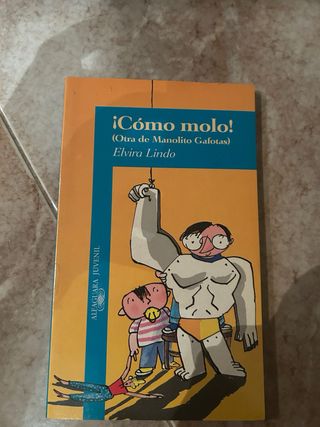 ¡Cómo molo!
(Otra de Manolito Gafotas)
Elvira Lindo
ALFAGUARA JUVENIL